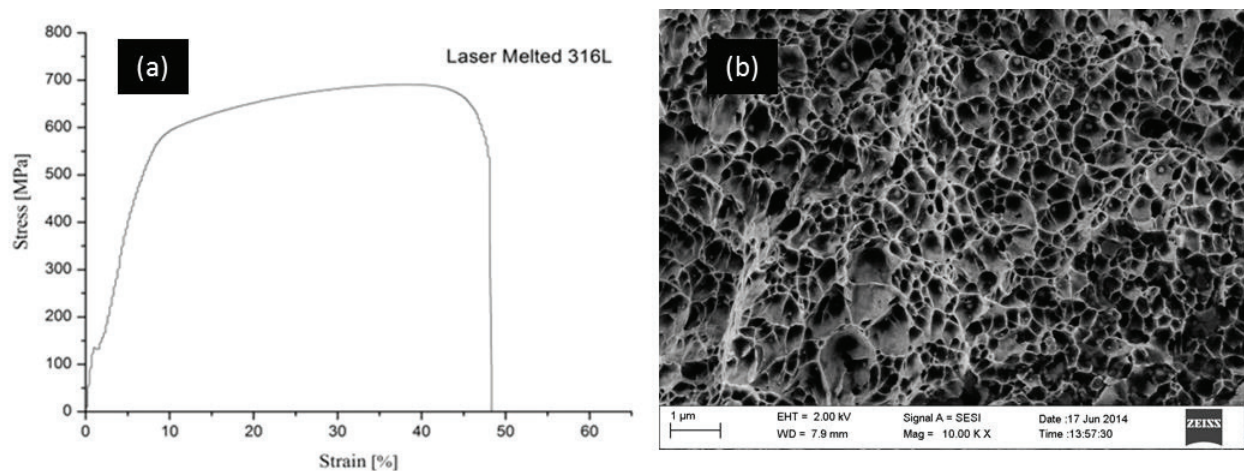 (a)
Laser Melted 316L
Stress [MPa]
800
700
600
500
400
300
200
100
0
0 10 20 30 40 50 60
Strain [%]
(b)
1 µm
EHT = 2.00 kV Signal A = SESI Date :17 Jun 2014
WD = 7.9 mm Mag = 10.00 K X Time :13:57:30
ZEISS